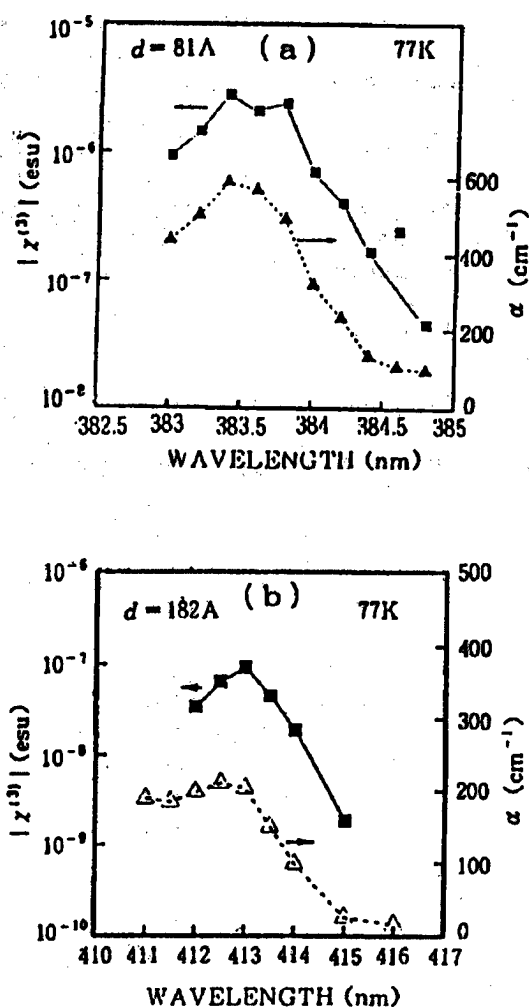 10⁻⁵
d = 81A (a) 77K
10⁻⁶
10⁻⁷
10⁻²
|χ⁽³⁾| (esu)
600
400
200
0
α (cm⁻¹)
382.5 383 383.5 384 384.5 385
WAVELENGTH (nm)
10⁻⁶
d = 182A (b) 77K
10⁻⁷
10⁻⁸
10⁻⁹
10⁻¹⁰
|χ⁽³⁾| (esu)
500
400
300
200
100
0
α (cm⁻¹)
410 411 412 413 414 415 416 417
WAVELENGTH (nm)